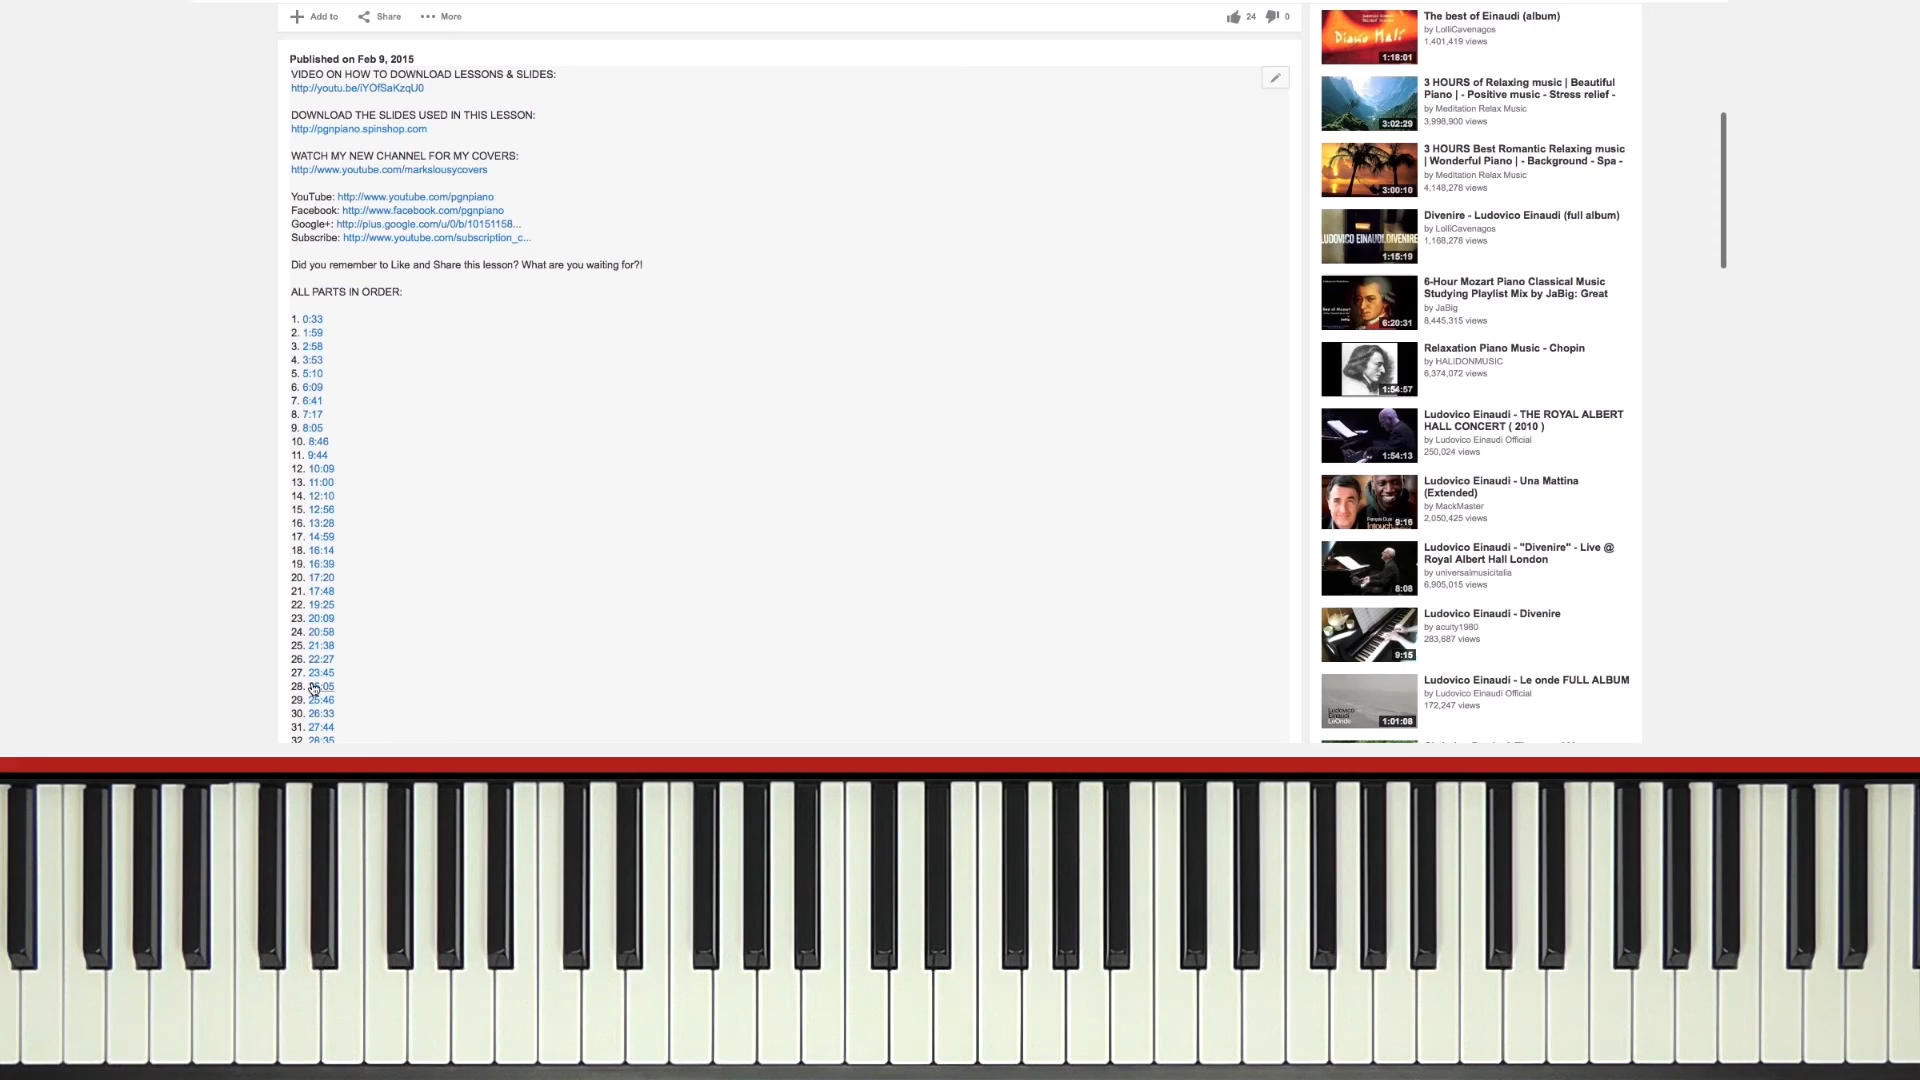 Add to
Share
More
24
0
Published on Feb 9, 2015
VIDEO ON HOW TO DOWNLOAD LESSONS & SLIDES:
http://youtu.be/iYOfSaKzqU0
DOWNLOAD THE SLIDES USED IN THIS LESSON:
http://pgnpiano.spinshop.com
WATCH MY NEW CHANNEL FOR MY COVERS:
http://www.youtube.com/markslousycovers
YouTube: http://www.youtube.com/pgnpiano
Facebook: http://www.facebook.com/pgnpiano
Google+: http://plus.google.com/u/0/b/10151158...
Subscribe: http://www.youtube.com/subscription_c...
Did you remember to Like and Share this lesson? What are you waiting for?!
ALL PARTS IN ORDER:
1. 0:33
2. 1:59
3. 2:58
4. 3:53
5. 5:10
6. 6:09
7. 6:41
8. 7:17
9. 8:05
10. 8:46
11. 9:44
12. 10:09
13. 11:00
14. 12:10
15. 12:56
16. 13:28
17. 14:59
18. 16:14
19. 16:39
20. 17:20
21. 17:48
22. 19:25
23. 20:09
24. 20:58
25. 21:38
26. 22:27
27. 23:45
28.
29. 25:46
30. 26:33
31. 27:44
32. 28:35
The best of Einaudi (album)
by LolliCavenagos
1,401,419 views
1:18:01
3 HOURS of Relaxing music | Beautiful
Piano | - Positive music - Stress relief -
by Meditation Relax Music
3,998,900 views
3:02:29
3 HOURS Best Romantic Relaxing music
| Wonderful Piano | - Background - Spa -
by Meditation Relax Music
4,148,278 views
3:00:10
Divenire - Ludovico Einaudi (full album)
by LolliCavenagos
1,168,278 views
LUDOVICO EINAUDI.DIVENIRE
1:15:19
6-Hour Mozart Piano Classical Music
Studying Playlist Mix by JaBig: Great
by JaBig
8,445,315 views
6:20:31
Relaxation Piano Music - Chopin
by HALIDONMUSIC
6,374,072 views
1:54:57
Ludovico Einaudi - THE ROYAL ALBERT
HALL CONCERT ( 2010 )
by Ludovico Einaudi Official
250,024 views
1:54:13
Ludovico Einaudi - Una Mattina
(Extended)
by MackMaster
2,050,425 views
9:16
Ludovico Einaudi - "Divenire" - Live @
Royal Albert Hall London
by universalmusicitalia
6,905,015 views
8:08
Ludovico Einaudi - Divenire
by acuity1980
283,687 views
9:15
Ludovico Einaudi - Le onde FULL ALBUM
by Ludovico Einaudi Official
172,247 views
Ludovico
Einaudi
LeOnde
1:01:08